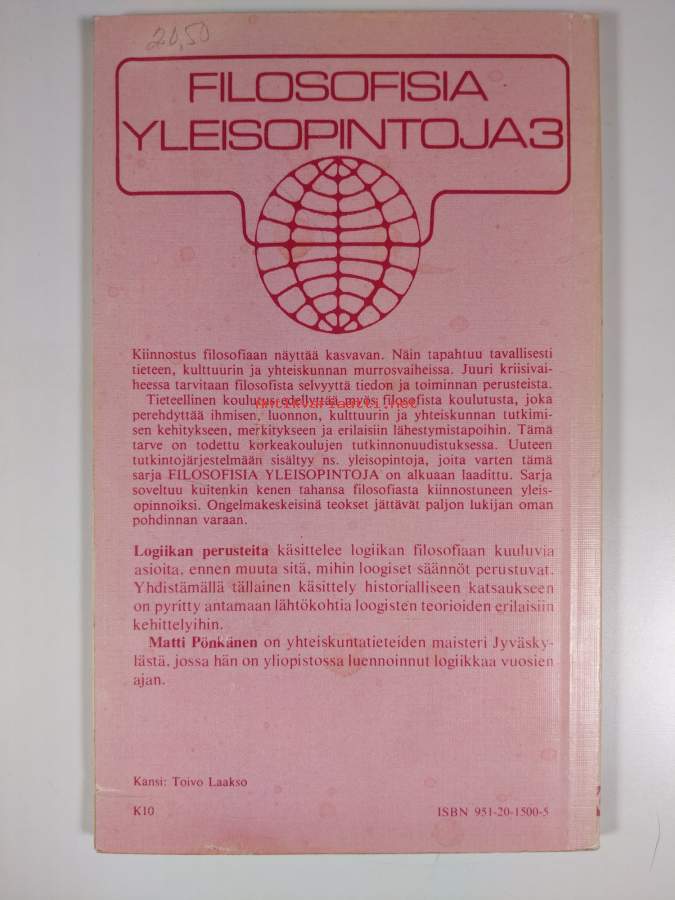 20,50
FILOSOFISIA
YLEISOPINTOJA3
Kiinnostus filosofiaan näyttää kasvavan. Näin tapahtuu tavallisesti
tieteen, kulttuurin ja yhteiskunnan murrosvaiheissa. Juuri kriisivai-
heessa tarvitaan filosofista selvyyttä tiedon ja toiminnan perusteista.
Tieteellinen koulutus edellyttää myös filosofista koulutusta, joka
antikvariaatti.net
perehdyttää ihmisen, luonnon, kulttuurin ja yhteiskunnan tutkimi-
sen kehitykseen, merkitykseen ja erilaisiin lähestymistapoihin. Tämä
tarve on todettu korkeakoulujen tutkinnonuudistuksessa. Uuteen
tutkintojärjestelmään sisältyy ns. yleisopintoja, joita varten tämä
sarja FILOSOFISIA YLEISOPINTOJA on alkuaan laadittu. Sarja
soveltuu kuitenkin kenen tahansa filosofiasta kiinnostuneen yleis-
opinnoiksi. Ongelmakeskeisinä teokset jättävät paljon lukijan oman
pohdinnan varaan.
Logiikan perusteita käsittelee logiikan filosofiaan kuuluvia
asioita, ennen muuta sitä, mihin loogiset säännöt perustuvat.
Yhdistämällä tällainen käsittely historialliseen katsaukseen
on pyritty antamaan lähtökohtia loogisten teorioiden erilaisiin
kehittelyihin.
Matti Pönkänen on yhteiskuntatieteiden maisteri Jyväsky-
lästä, jossa hän on yliopistossa luennoinnut logiikkaa vuosien
ajan.
Kansi: Toivo Laakso
K10
ISBN 951-20-1500-5